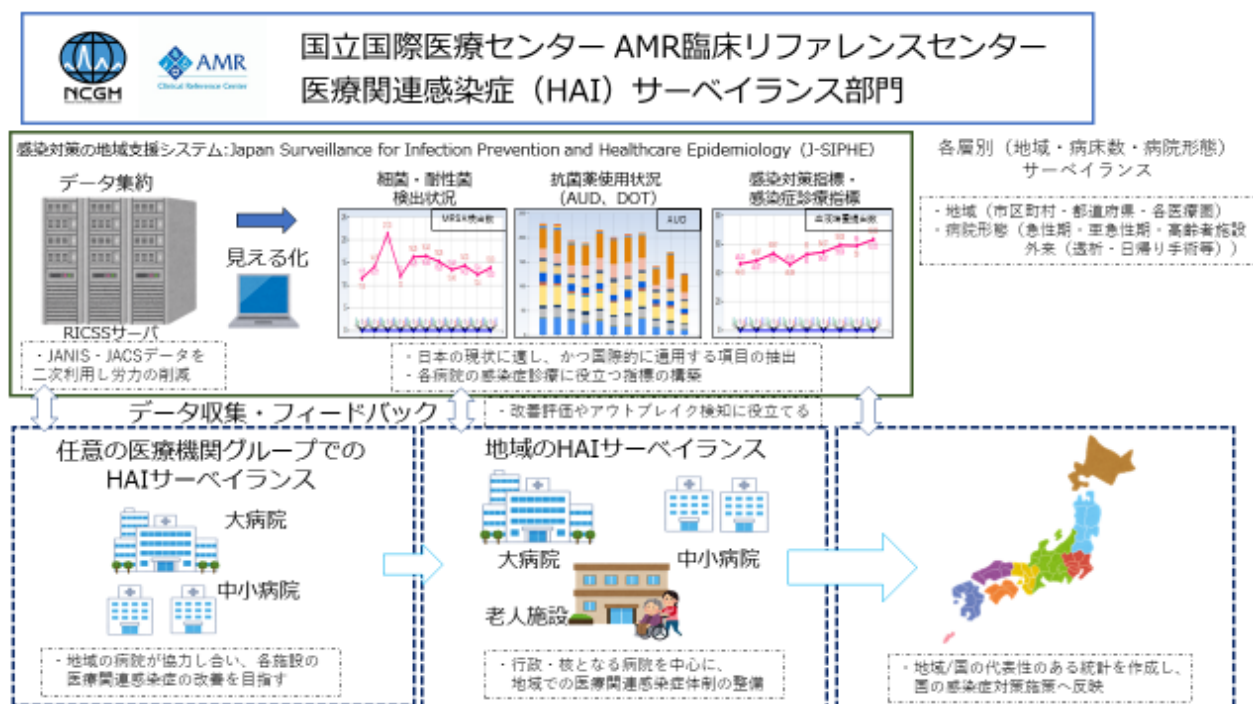 NCGM
AMR
Clinical Reference Center
国立国際医療センター AMR臨床リファレンスセンター
医療関連感染症（HAI）サーベイランス部門
感染対策の地域支援システム:Japan Surveillance for Infection Prevention and Healthcare Epidemiology（J-SIPHE）
データ集約
RICSSサーバ
・JANIS・JACSデータを
二次利用し労力の削減
見える化
細菌・耐性菌
検出状況
MRSA検出数
抗菌薬使用状況
（AUD、DOT）
AUD
感染対策指標・
感染症診療指標
血液培養提出数
・日本の現状に適し、かつ国際的に通用する項目の抽出
・各病院の感染症診療に役立つ指標の構築
各層別（地域・病床数・病院形態）
サーベイランス
・地域（市区町村・都道府県・各医療圏）
・病院形態（急性期・亜急性期・高齢者施設
外来（透析・日帰り手術等））
データ収集・フィードバック
・改善評価やアウトブレイク検知に役立てる
任意の医療機関グループでの
HAIサーベイランス
大病院
中小病院
・地域の病院が協力し合い、各施設の
医療関連感染症の改善を目指す
地域のHAIサーベイランス
大病院
中小病院
老人施設
・行政・核となる病院を中心に、
地域での医療関連感染症体制の整備
・地域/国の代表性のある統計を作成し、
国の感染症対策施策へ反映